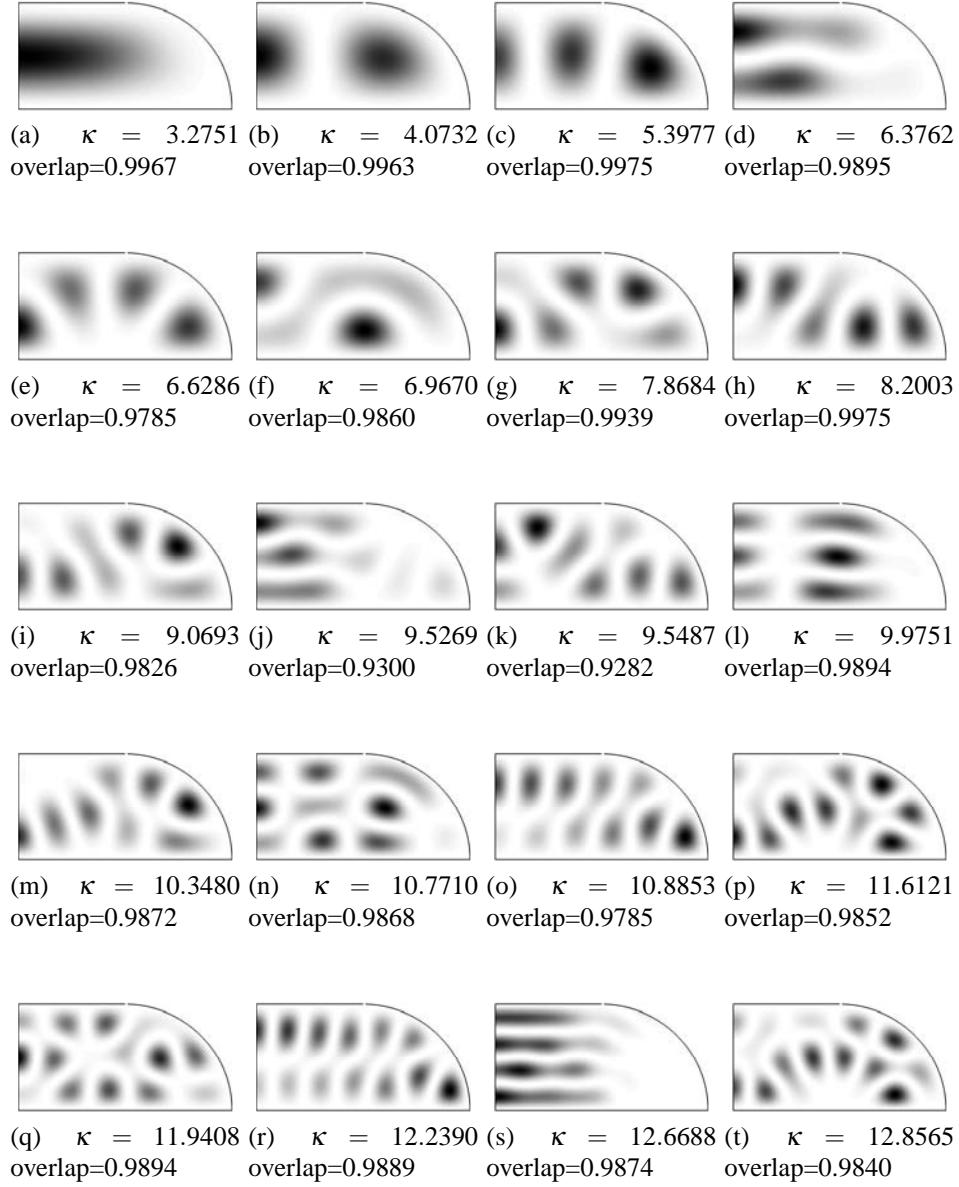 (a) κ = 3.2751 (b) κ = 4.0732 (c) κ = 5.3977 (d) κ = 6.3762
overlap=0.9967 overlap=0.9963 overlap=0.9975 overlap=0.9895
(e) κ = 6.6286 (f) κ = 6.9670 (g) κ = 7.8684 (h) κ = 8.2003
overlap=0.9785 overlap=0.9860 overlap=0.9939 overlap=0.9975
(i) κ = 9.0693 (j) κ = 9.5269 (k) κ = 9.5487 (l) κ = 9.9751
overlap=0.9826 overlap=0.9300 overlap=0.9282 overlap=0.9894
(m) κ = 10.3480 (n) κ = 10.7710 (o) κ = 10.8853 (p) κ = 11.6121
overlap=0.9872 overlap=0.9868 overlap=0.9785 overlap=0.9852
(q) κ = 11.9408 (r) κ = 12.2390 (s) κ = 12.6688 (t) κ = 12.8565
overlap=0.9894 overlap=0.9889 overlap=0.9874 overlap=0.9840